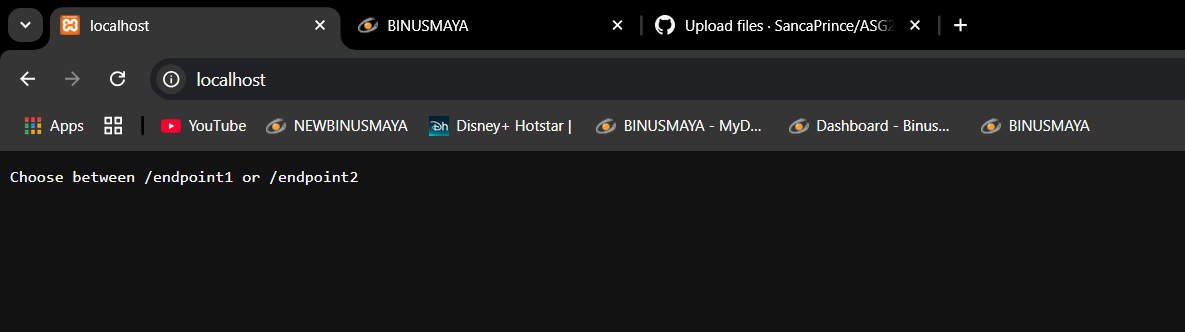 localhost BINUSMAYA Upload files · SancaPrince/ASG2
localhost
Apps YouTube NEWBINUSMAYA Disney+ Hotstar | BINUSMAYA - MyD... Dashboard - Binus... BINUSMAYA
Choose between /endpoint1 or /endpoint2